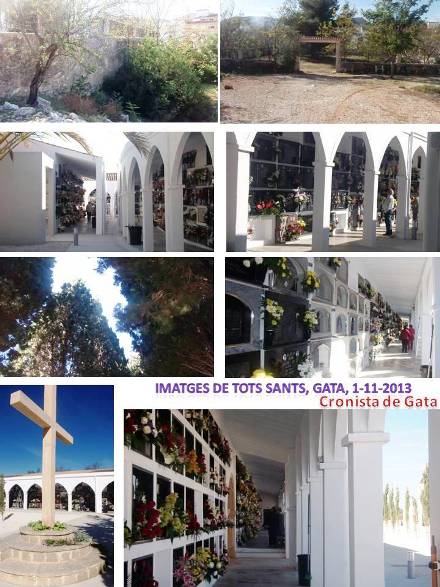 IMATGES DE TOTS SANTS, GATA, 1-11-2013
Cronista de Gata